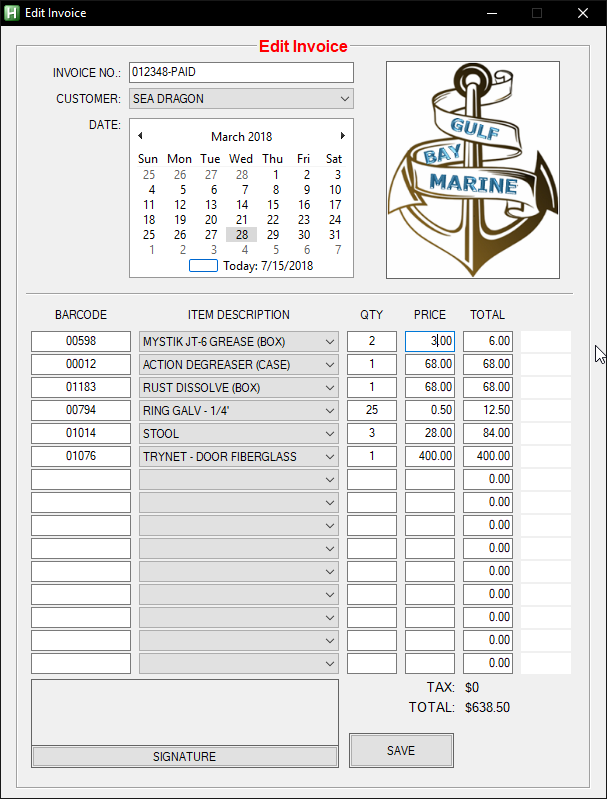 Edit Invoice
Edit Invoice
INVOICE NO.: 012348-PAID
CUSTOMER: SEA DRAGON
DATE:
March 2018
Sun Mon Tue Wed Thu Fri Sat
25 26 27 28 1 2 3
4 5 6 7 8 9 10
11 12 13 14 15 16 17
18 19 20 21 22 23 24
25 26 27 28 29 30 31
1 2 3 4 5 6 7
Today: 7/15/2018
GULF
BAY
MARINE
BARCODE ITEM DESCRIPTION QTY PRICE TOTAL
00598 MYSTIK JT-6 GREASE (BOX) 2 3.00 6.00
00012 ACTION DEGREASER (CASE) 1 68.00 68.00
01183 RUST DISSOLVE (BOX) 1 68.00 68.00
00794 RING GALV - 1/4' 25 0.50 12.50
01014 STOOL 3 28.00 84.00
01076 TRYNET - DOOR FIBERGLASS 1 400.00 400.00
0.00
0.00
0.00
0.00
0.00
0.00
0.00
0.00
0.00
TAX: $0
TOTAL: $638.50
SIGNATURE
SAVE